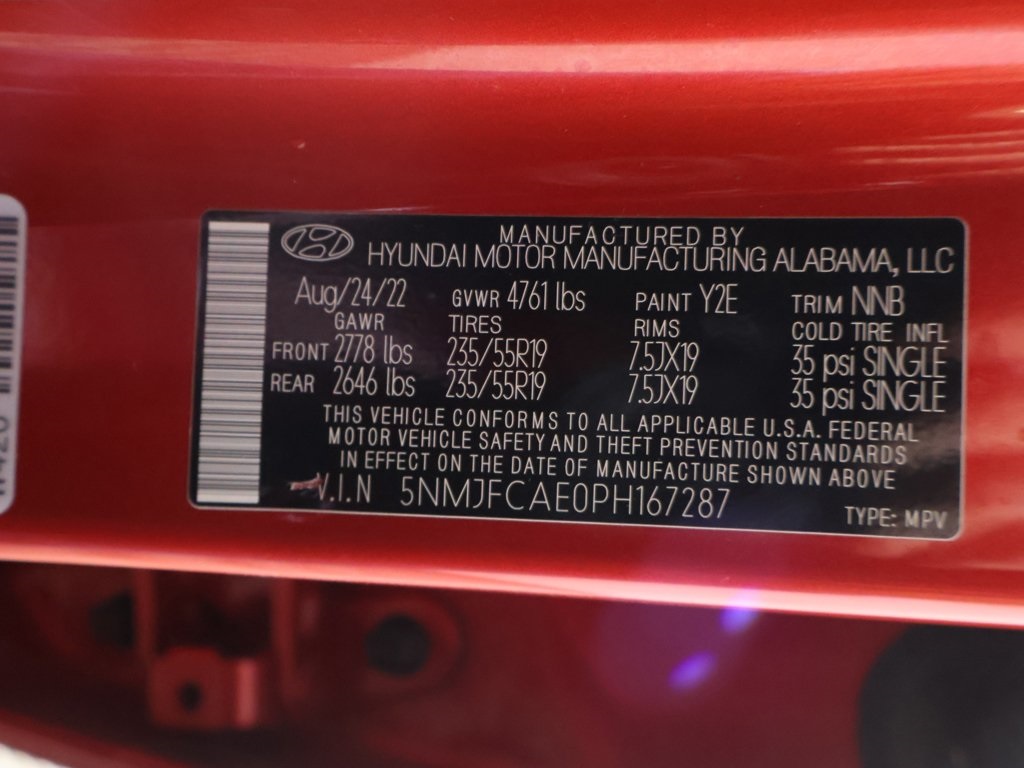 MANUFACTURED BY
HYUNDAI MOTOR MANUFACTURING ALABAMA, LLC
Aug/24/22 GVWR 4761 lbs PAINT Y2E TRIM NNB
GAWR TIRES RIMS COLD TIRE INFL
FRONT 2778 lbs 235/55R19 7.5JX19 35 psi SINGLE
REAR 2646 lbs 235/55R19 7.5JX19 35 psi SINGLE
THIS VEHICLE CONFORMS TO ALL APPLICABLE U.S.A. FEDERAL
MOTOR VEHICLE SAFETY AND THEFT PREVENTION STANDARDS
IN EFFECT ON THE DATE OF MANUFACTURE SHOWN ABOVE
V.I.N 5NMJFCAE0PH167287
TYPE: MPV